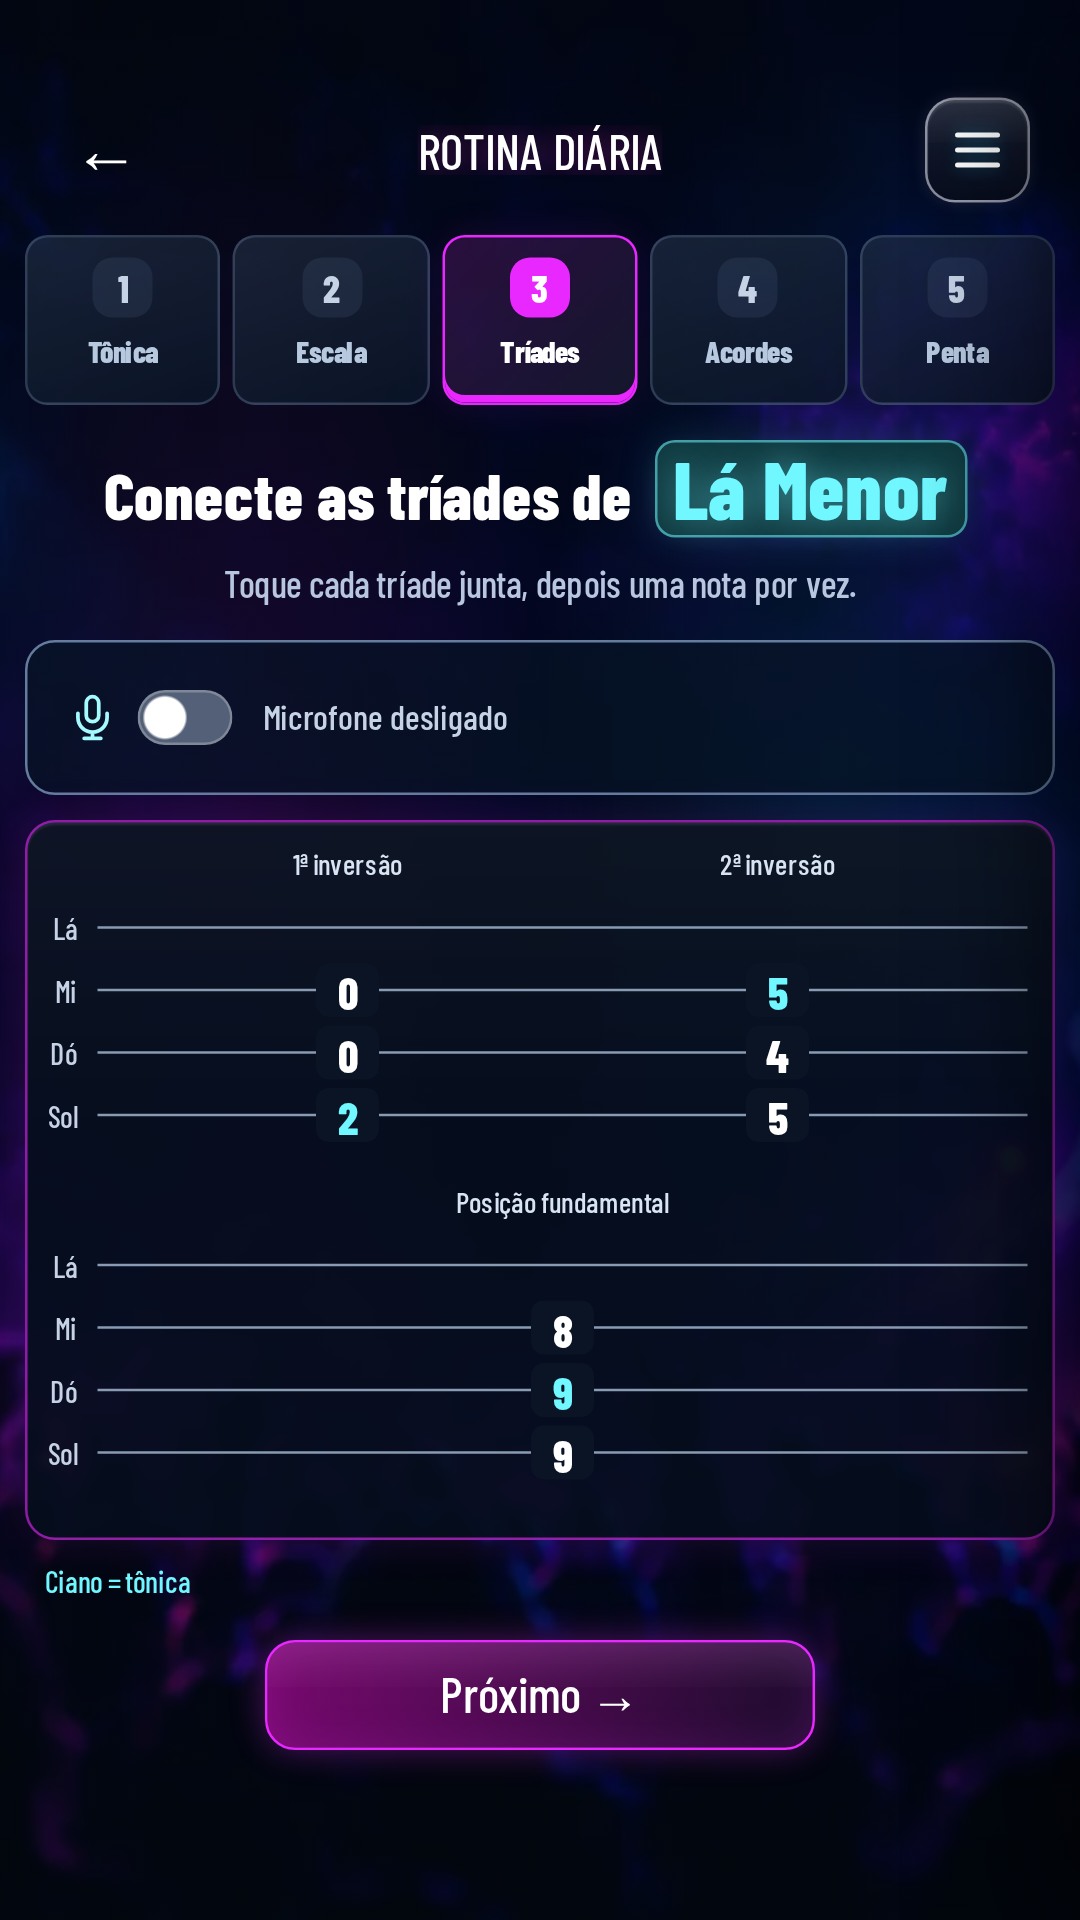 ← ROTINA DIÁRIA
1 2 3 4 5
Tônica Escala Tríades Acordes Penta
Conecte as tríades de Lá Menor
Toque cada tríade junta, depois uma nota por vez.
Microfone desligado
1ª inversão 2ª inversão
Lá
Mi 0 5
Dó 0 4
Sol 2 5
Posição fundamental
Lá
Mi 8
Dó 9
Sol 9
Ciano = tônica
Próximo →